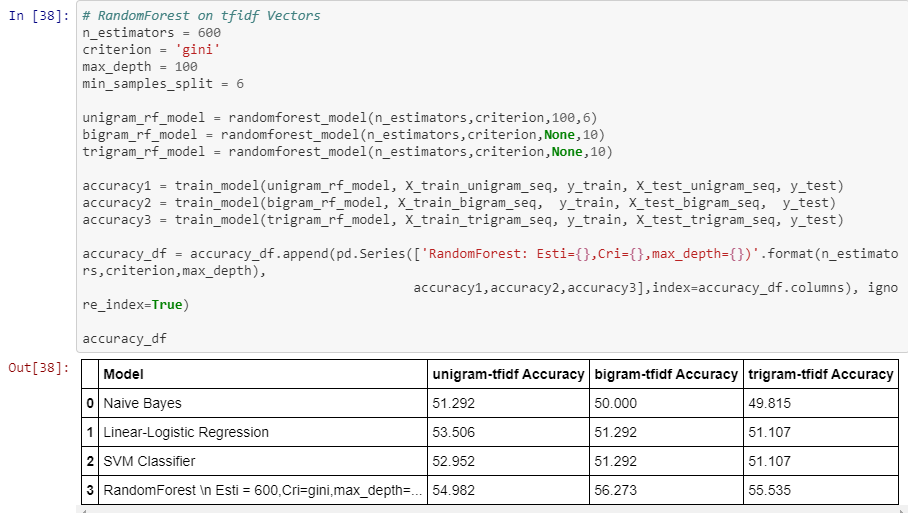 In [38]: # RandomForest on tfidf Vectors
n_estimators = 600
criterion = 'gini'
max_depth = 100
min_samples_split = 6
unigram_rf_model = randomforest_model(n_estimators,criterion,100,6)
bigram_rf_model = randomforest_model(n_estimators,criterion,None,10)
trigram_rf_model = randomforest_model(n_estimators,criterion,None,10)
accuracy1 = train_model(unigram_rf_model, X_train_unigram_seq, y_train, X_test_unigram_seq, y_test)
accuracy2 = train_model(bigram_rf_model, X_train_bigram_seq,  y_train, X_test_bigram_seq,  y_test)
accuracy3 = train_model(trigram_rf_model, X_train_trigram_seq, y_train, X_test_trigram_seq, y_test)
accuracy_df = accuracy_df.append(pd.Series(['RandomForest: Esti={},Cri={},max_depth={})'.format(n_estimato
rs,criterion,max_depth),
accuracy1,accuracy2,accuracy3],index=accuracy_df.columns), igno
re_index=True)
accuracy_df
Out[38]:
Model unigram-tfidf Accuracy bigram-tfidf Accuracy trigram-tfidf Accuracy
0 Naive Bayes 51.292 50.000 49.815
1 Linear-Logistic Regression 53.506 51.292 51.107
2 SVM Classifier 52.952 51.292 51.107
3 RandomForest \n Esti = 600,Cri=gini,max_depth=... 54.982 56.273 55.535